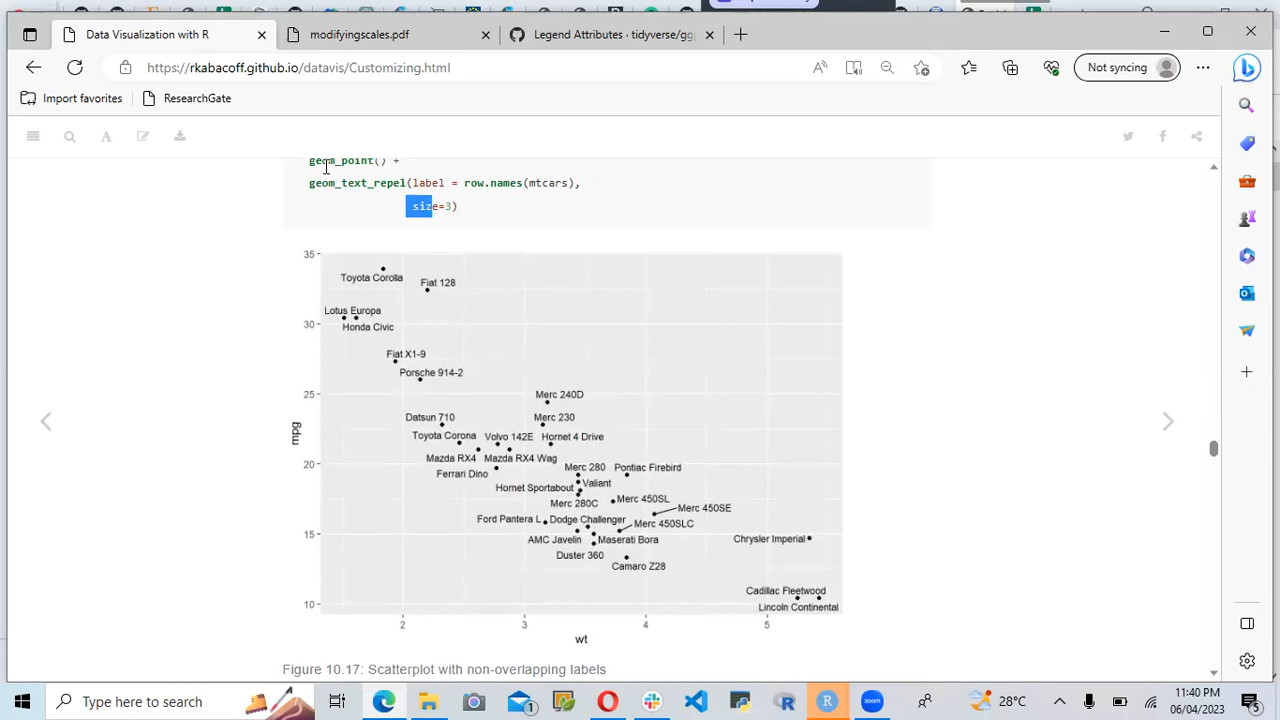 Data Visualization with R
modifyingscales.pdf
Legend Attributes · tidyverse/gg
https://rkabacoff.github.io/datavis/Customizing.html
Not syncing
Import favorites
ResearchGate
geom_point() +
geom_text_repel(label = row.names(mtcars),
size=3)
35
Toyota Corolla
Fiat 128
Lotus Europa
30
Honda Civic
Fiat X1-9
Porsche 914-2
25
Merc 240D
Datsun 710
Merc 230
mpg
Toyota Corona
Volvo 142E
Hornet 4 Drive
Mazda RX4
Mazda RX4 Wag
20
Merc 280
Pontiac Firebird
Ferrari Dino
Valiant
Hornet Sportabout
Merc 450SL
Merc 280C
Merc 450SE
Ford Pantera L
Dodge Challenger
Merc 450SLC
15
AMC Javelin
Maserati Bora
Chrysler Imperial
Duster 360
Camaro Z28
Cadillac Fleetwood
10
Lincoln Continental
2
3
4
5
wt
Figure 10.17: Scatterplot with non-overlapping labels
Type here to search
28°C
11:40 PM
06/04/2023